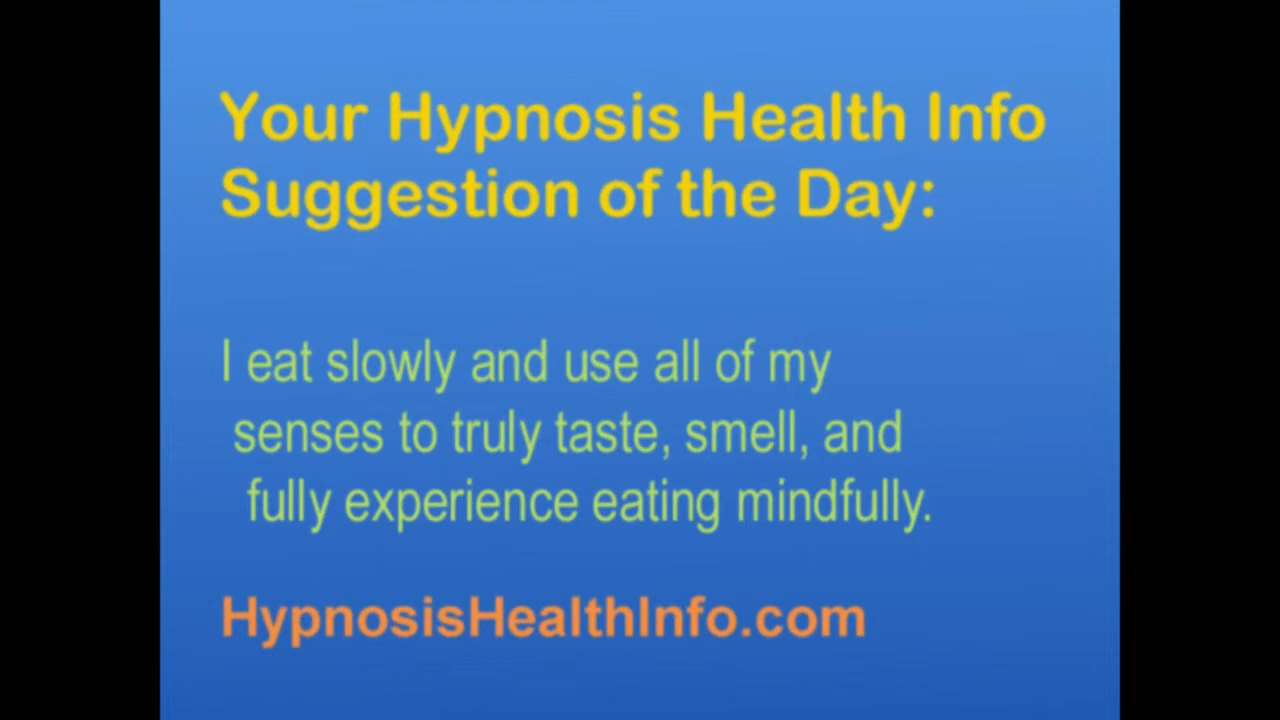 Your Hypnosis Health Info
Suggestion of the Day:
I eat slowly and use all of my
senses to truly taste, smell, and
fully experience eating mindfully.
HypnosisHealthInfo.com